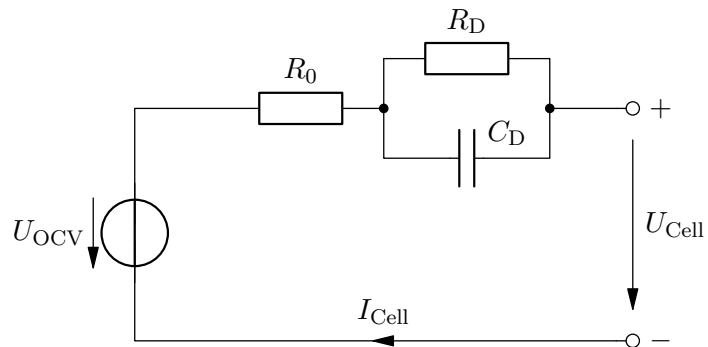 R_D
R_0
C_D
+
U_OCV
U_Cell
I_Cell
−